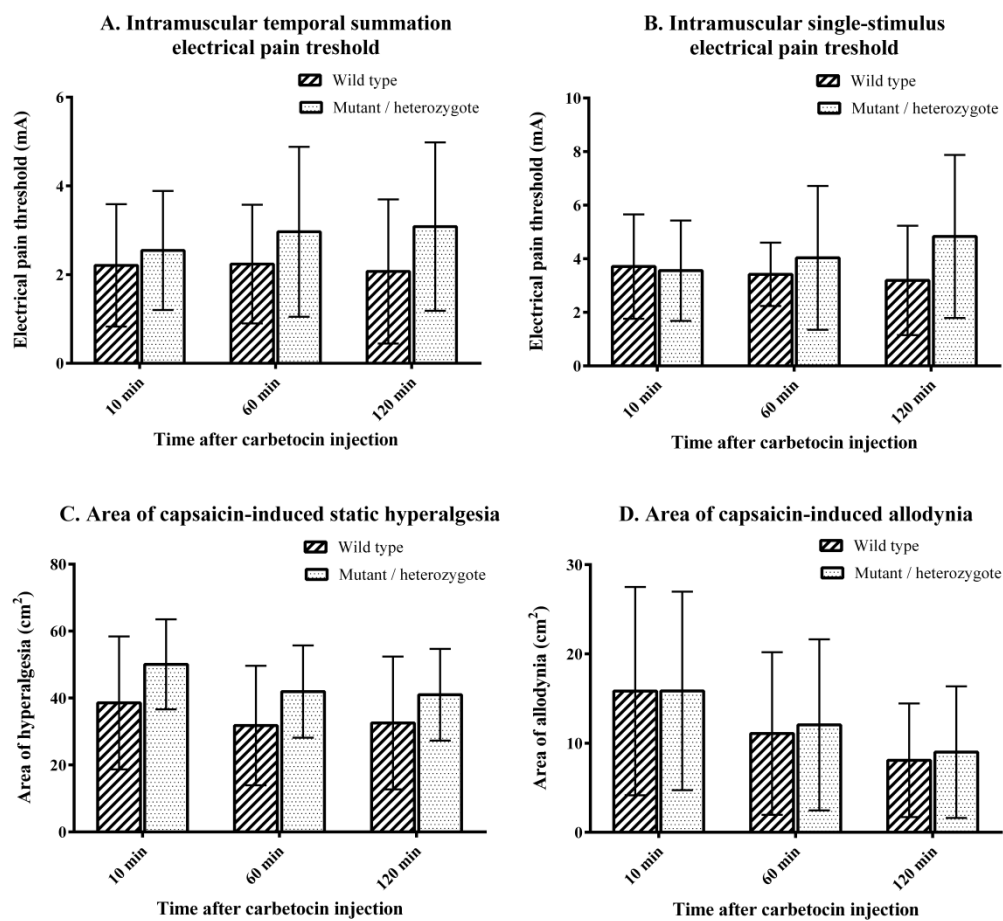 A. Intramuscular temporal summation
electrical pain treshold
Wild type
Mutant / heterozygote
Electrical pain threshold (mA)
6
4
2
0
10 min
60 min
120 min
Time after carbetocin injection
B. Intramuscular single-stimulus
electrical pain treshold
Wild type
Mutant / heterozygote
Electrical pain threshold (mA)
10
8
6
4
2
0
10 min
60 min
120 min
Time after carbetocin injection
C. Area of capsaicin-induced static hyperalgesia
Wild type
Mutant / heterozygote
Area of hyperalgesia (cm²)
80
60
40
20
0
10 min
60 min
120 min
Time after carbetocin injection
D. Area of capsaicin-induced allodynia
Wild type
Mutant / heterozygote
Area of allodynia (cm²)
30
20
10
0
10 min
60 min
120 min
Time after carbetocin injection